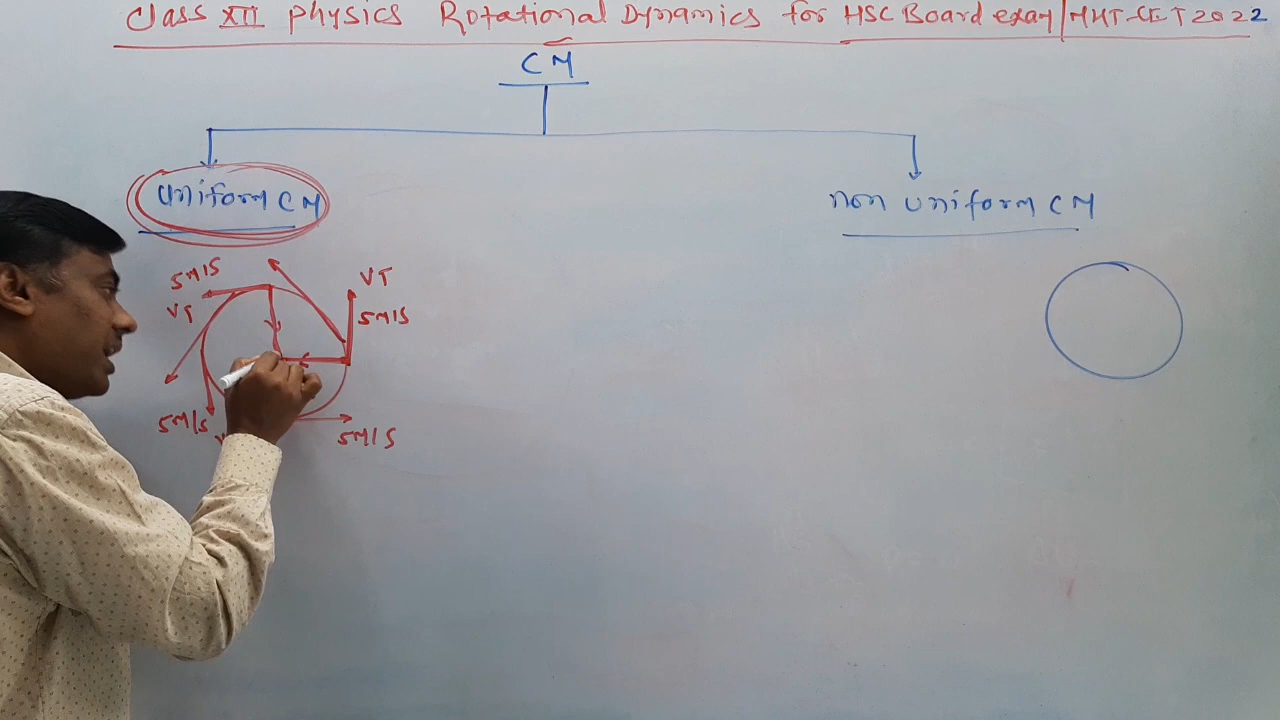 Class XII Physics Rotational Dynamics for HSC Board exam/MHT-CET 2022
CM
Uniform CM
non uniform CM
5M/S
VT
VT
5M/S
5M/S
5M/S